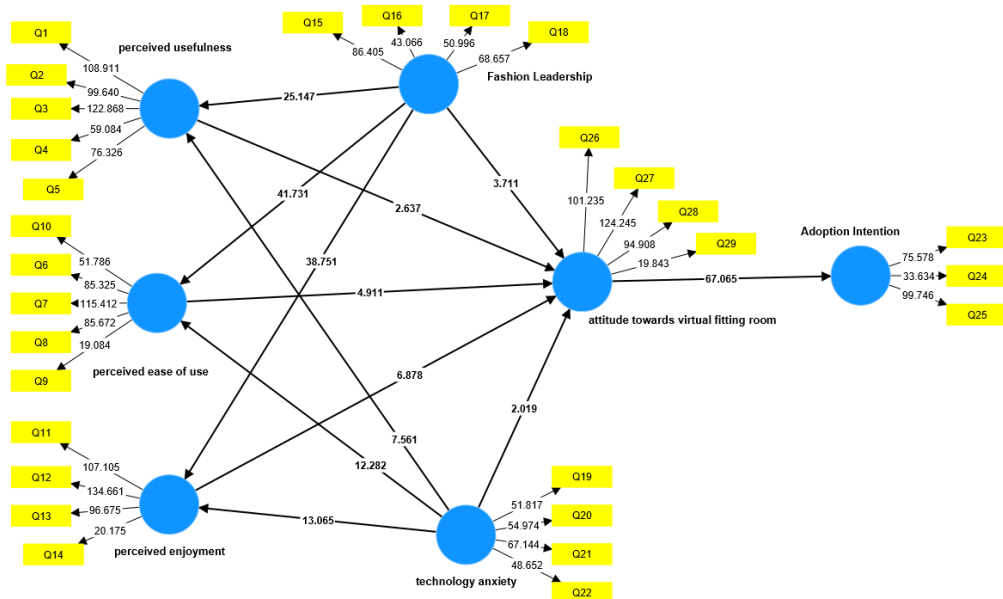 Q1
Q2
Q3
Q4
Q5
perceived usefulness
108.911
99.640
122.868
59.084
76.326
Q15
Q16
Q17
Q18
86.405
43.066
50.996
68.657
Fashion Leadership
25.147
41.731
38.751
3.711
2.637
Q10
Q6
Q7
Q8
Q9
51.786
85.325
115.412
85.672
19.084
perceived ease of use
4.911
Q26
Q27
Q28
Q29
101.235
124.245
94.908
19.843
attitude towards virtual fitting room
67.065
Adoption Intention
Q23
Q24
Q25
75.578
33.634
99.746
6.878
2.019
7.561
12.282
13.065
Q11
Q12
Q13
Q14
107.105
134.661
96.675
20.175
perceived enjoyment
Q19
Q20
Q21
Q22
51.817
54.974
67.144
48.652
technology anxiety